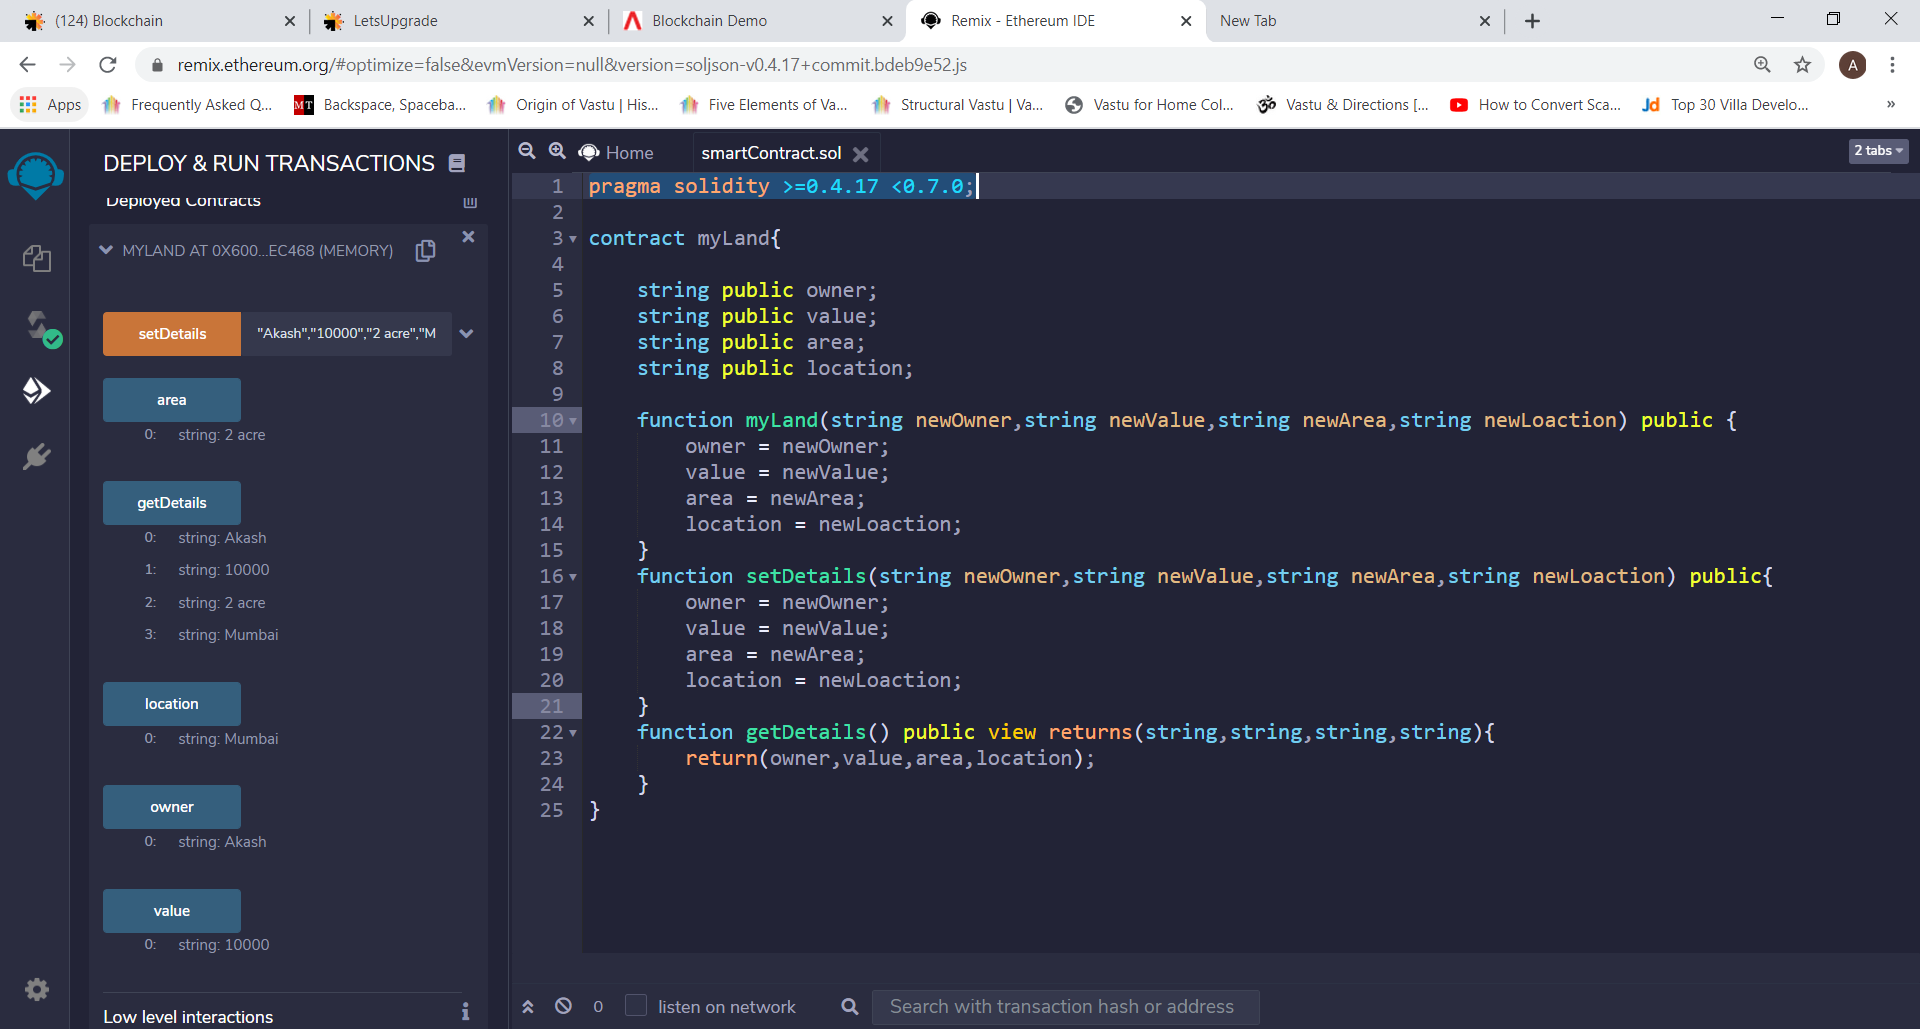 (124) Blockchain
LetsUpgrade
Blockchain Demo
Remix - Ethereum IDE
New Tab
remix.ethereum.org/#optimize=false&evmVersion=null&version=soljson-v0.4.17+commit.bdeb9e52.js
A
Apps
Frequently Asked Q...
MT
Backspace, Spaceba...
Origin of Vastu | His...
Five Elements of Va...
Structural Vastu | Va...
Vastu for Home Col...
Vastu & Directions [...
How to Convert Sca...
Jd
Top 30 Villa Develo...
»
DEPLOY & RUN TRANSACTIONS
Deployed Contracts
MYLAND AT 0X600...EC468 (MEMORY)
setDetails
"Akash","10000","2 acre","M
area
0: string: 2 acre
getDetails
0: string: Akash
1: string: 10000
2: string: 2 acre
3: string: Mumbai
location
0: string: Mumbai
owner
0: string: Akash
value
0: string: 10000
Low level interactions
i
Home
smartContract.sol
2 tabs
1 pragma solidity >=0.4.17 <0.7.0;
2
3 contract myLand{
4
5 string public owner;
6 string public value;
7 string public area;
8 string public location;
9
10 function myLand(string newOwner,string newValue,string newArea,string newLoaction) public {
11 owner = newOwner;
12 value = newValue;
13 area = newArea;
14 location = newLoaction;
15 }
16 function setDetails(string newOwner,string newValue,string newArea,string newLoaction) public{
17 owner = newOwner;
18 value = newValue;
19 area = newArea;
20 location = newLoaction;
21 }
22 function getDetails() public view returns(string,string,string,string){
23 return(owner,value,area,location);
24 }
25 }
0
listen on network
Search with transaction hash or address